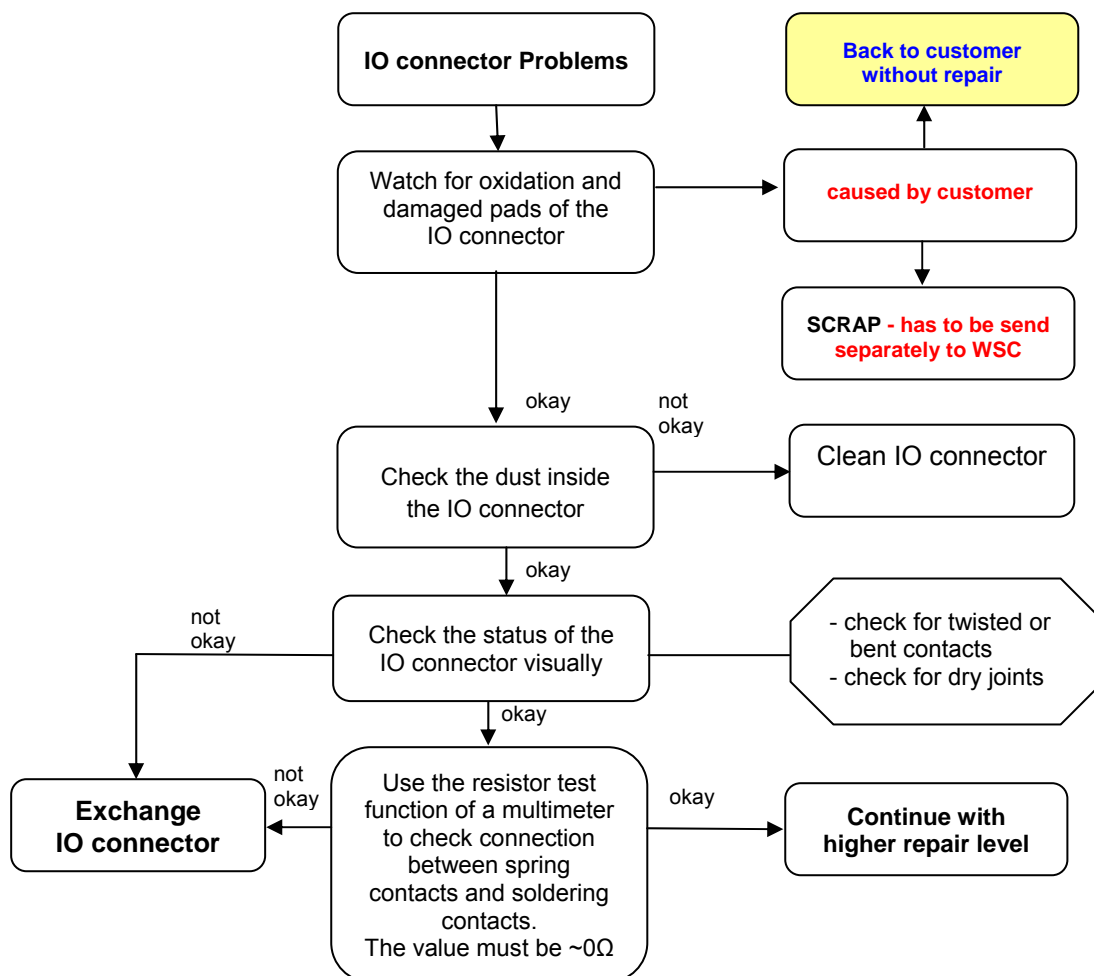 IO connector Problems
Back to customer
without repair
Watch for oxidation and
damaged pads of the
IO connector
caused by customer
SCRAP - has to be send
separately to WSC
okay
not
okay
Check the dust inside
the IO connector
Clean IO connector
okay
not
okay
Check the status of the
IO connector visually
- check for twisted or
bent contacts
- check for dry joints
okay
Exchange
IO connector
not
okay
Use the resistor test
function of a multimeter
to check connection
between spring
contacts and soldering
contacts.
The value must be ~0Ω
okay
Continue with
higher repair level